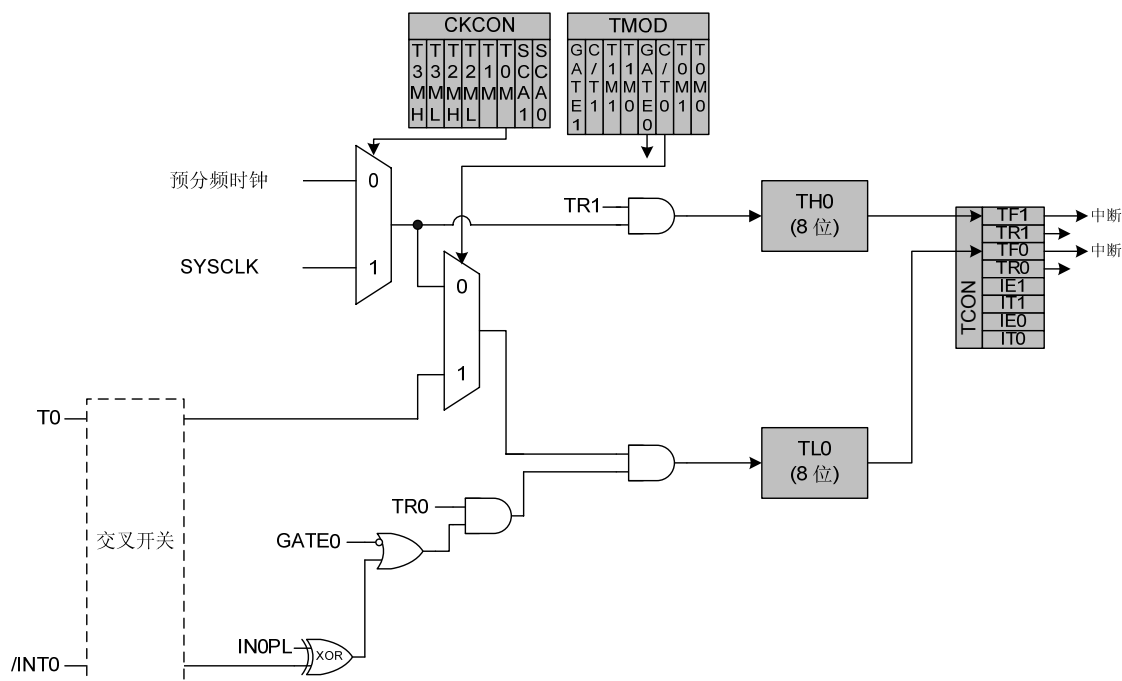 CKCON
T3MH T3ML T2MH T2ML T1M T0M SCA1 SCA0
TMOD
GATE1 C/T1 T1M1 T1M0 GATE0 C/T0 T0M1 T0M0
预分频时钟
0
SYSCLK
1
TR1
TH0
(8 位)
TCON
TF1
中断
TR1
TF0
中断
TR0
IE1
IT1
IE0
IT0
0
1
T0
TL0
(8 位)
TR0
GATE0
交叉开关
IN0PL
XOR
/INT0